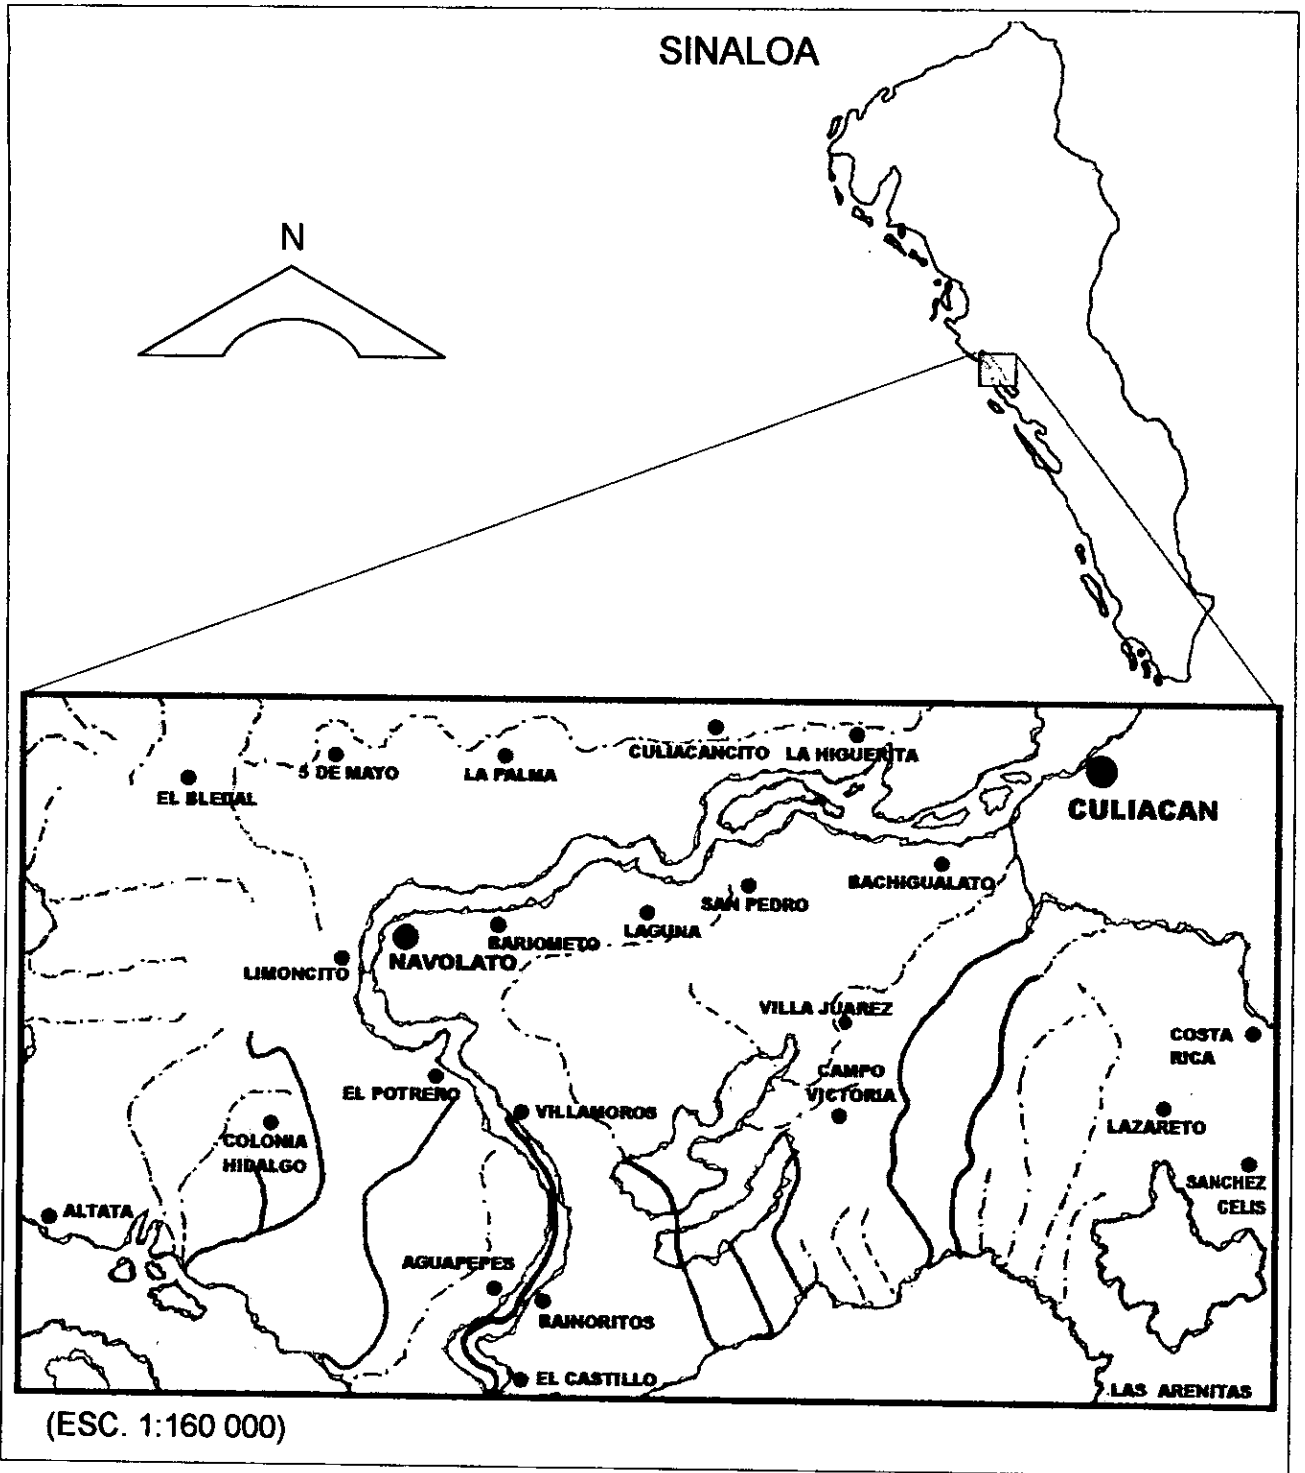 SINALOA
N
CULIACANCITO
LA HIGUERITA
5 DE MAYO
LA PALMA
EL BLEDAL
CULIACAN
BACHIGUALATO
SAN PEDRO
LAGUNA
BARIOMETO
NAVOLATO
LIMONCITO
VILLA JUAREZ
COSTA
RICA
CAMPO
VICTORIA
EL POTRERO
VILLAMOROS
LAZARETO
COLONIA
HIDALGO
SANCHEZ
CELIS
ALTATA
AGUAPEPES
BAINORITOS
EL CASTILLO
LAS ARENITAS
(ESC. 1:160 000)